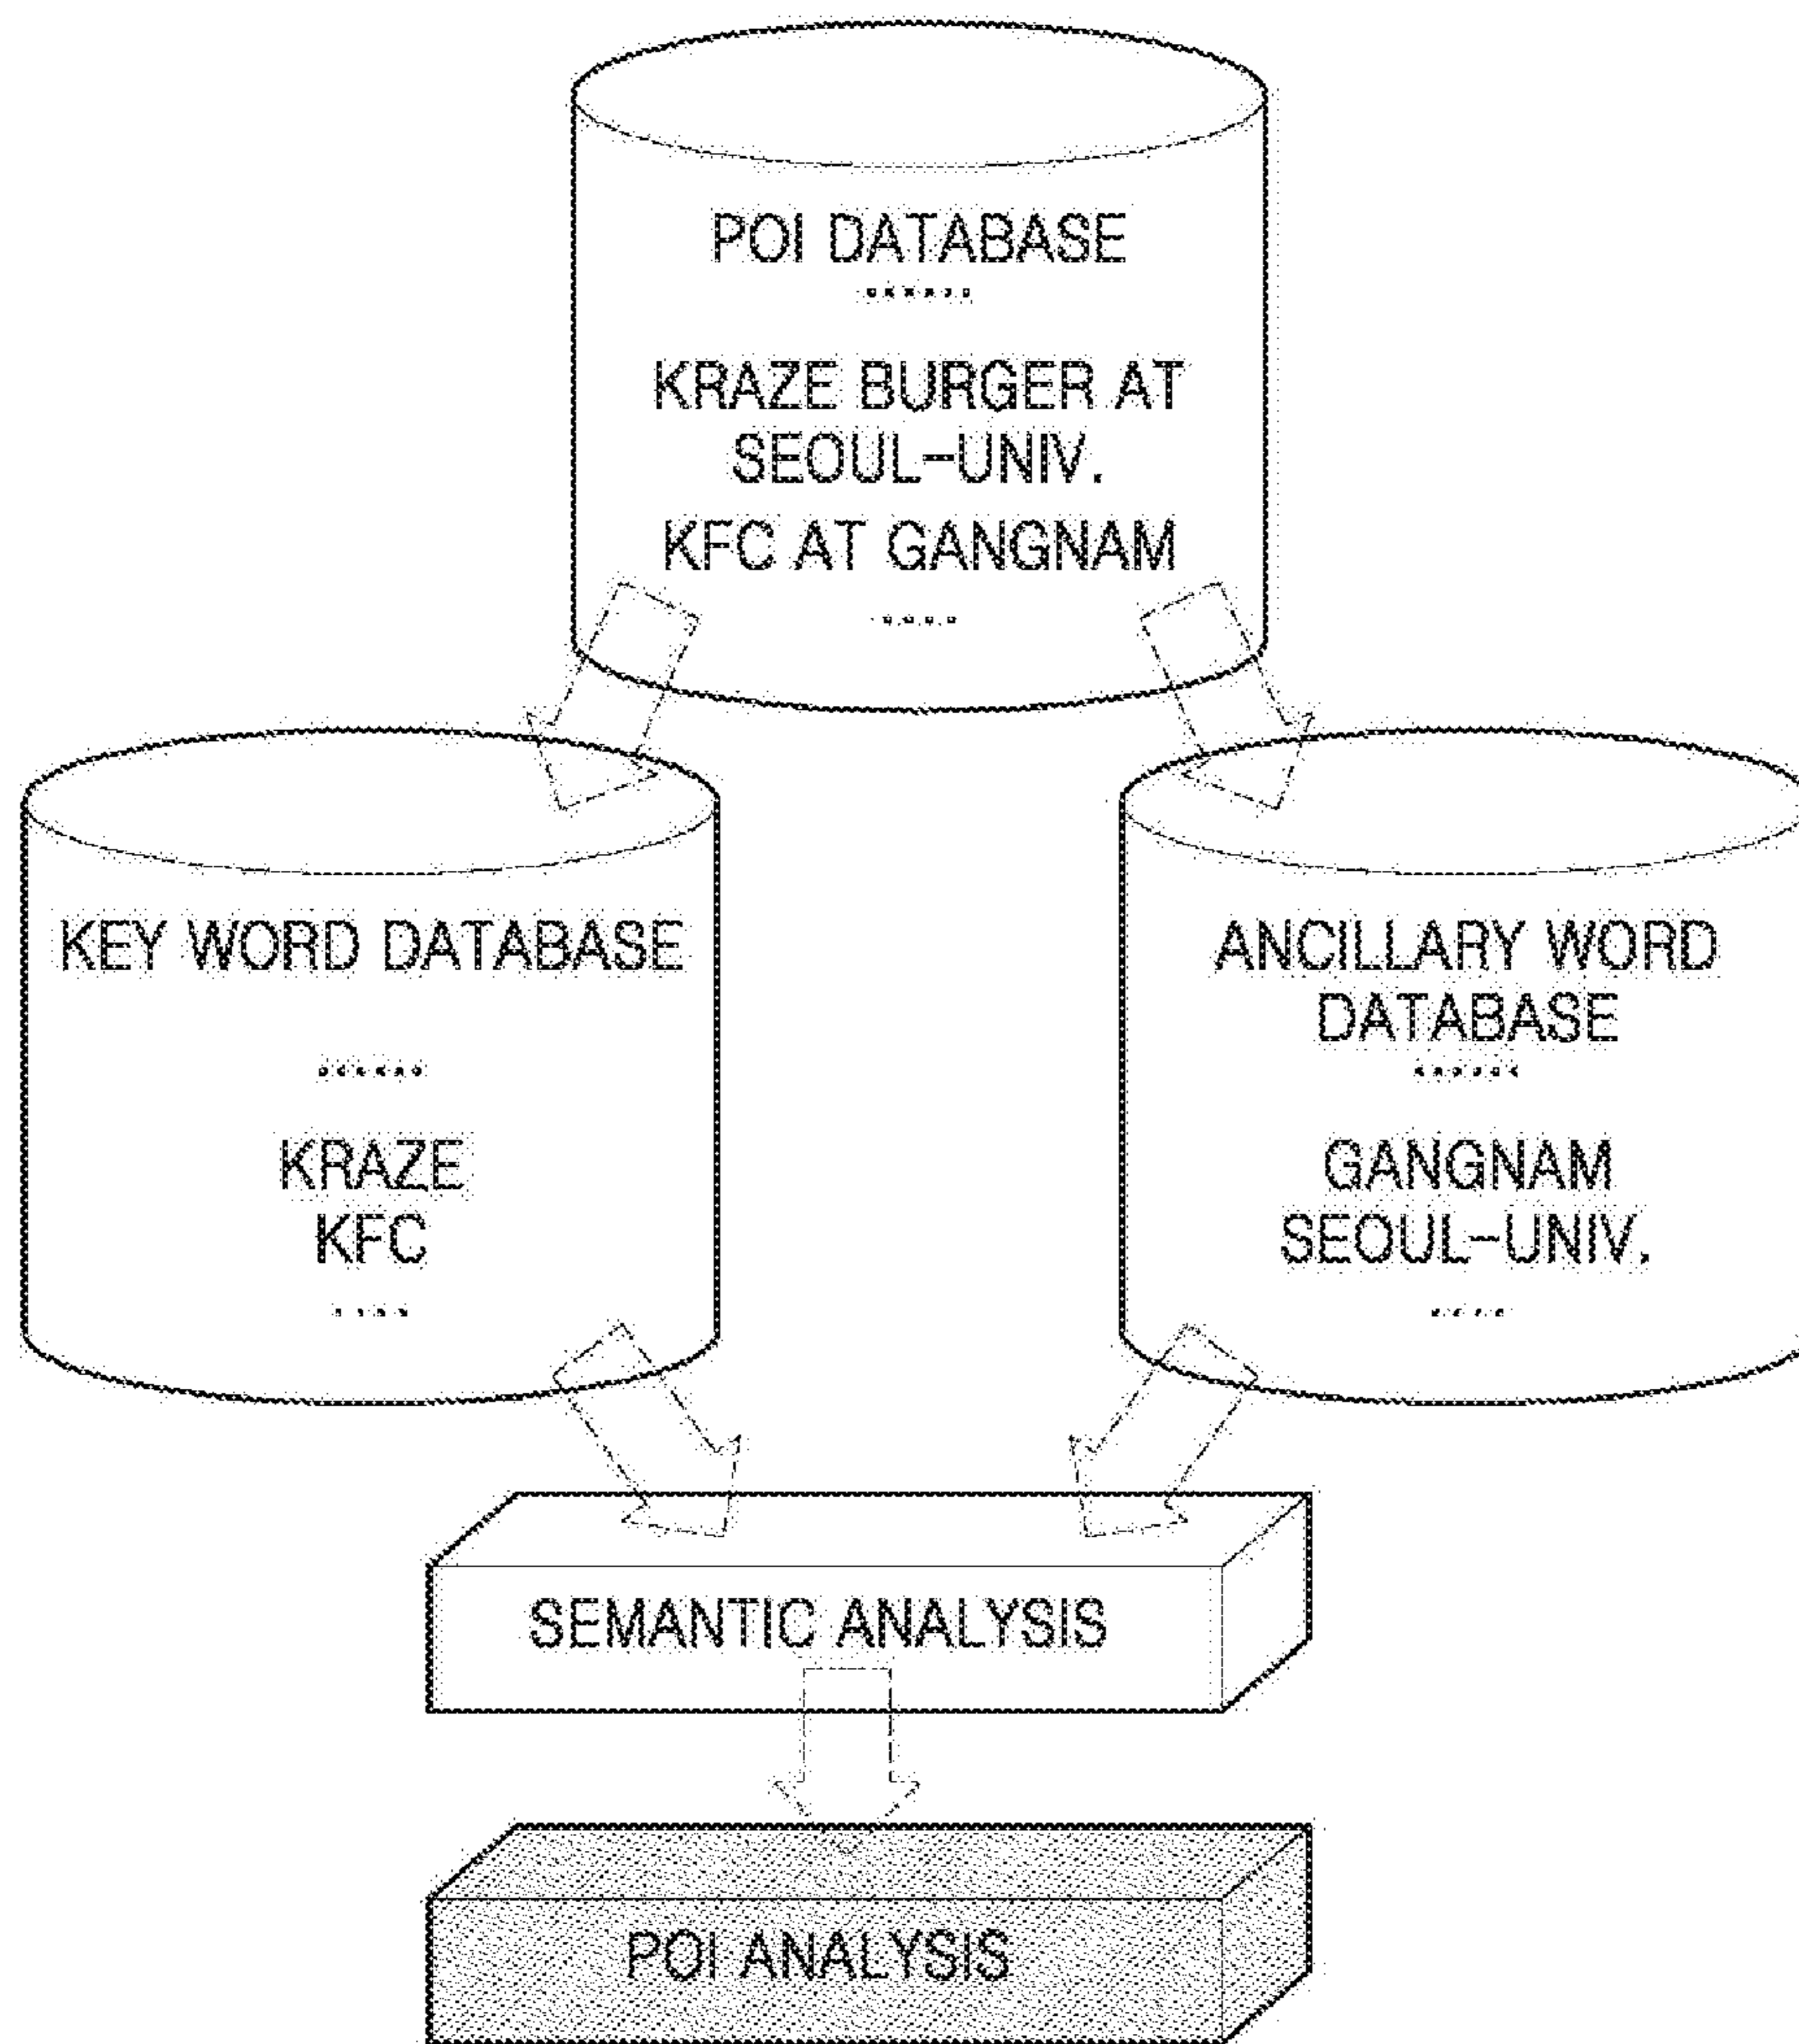 POI DATABASE
......
KRAZE BURGER AT
SEOUL-UNIV.
KFC AT GANGNAM
.....
KEY WORD DATABASE
......
KRAZE
KFC
....
ANCILLARY WORD
DATABASE
......
GANGNAM
SEOUL-UNIV.
....
SEMANTIC ANALYSIS
POI ANALYSIS